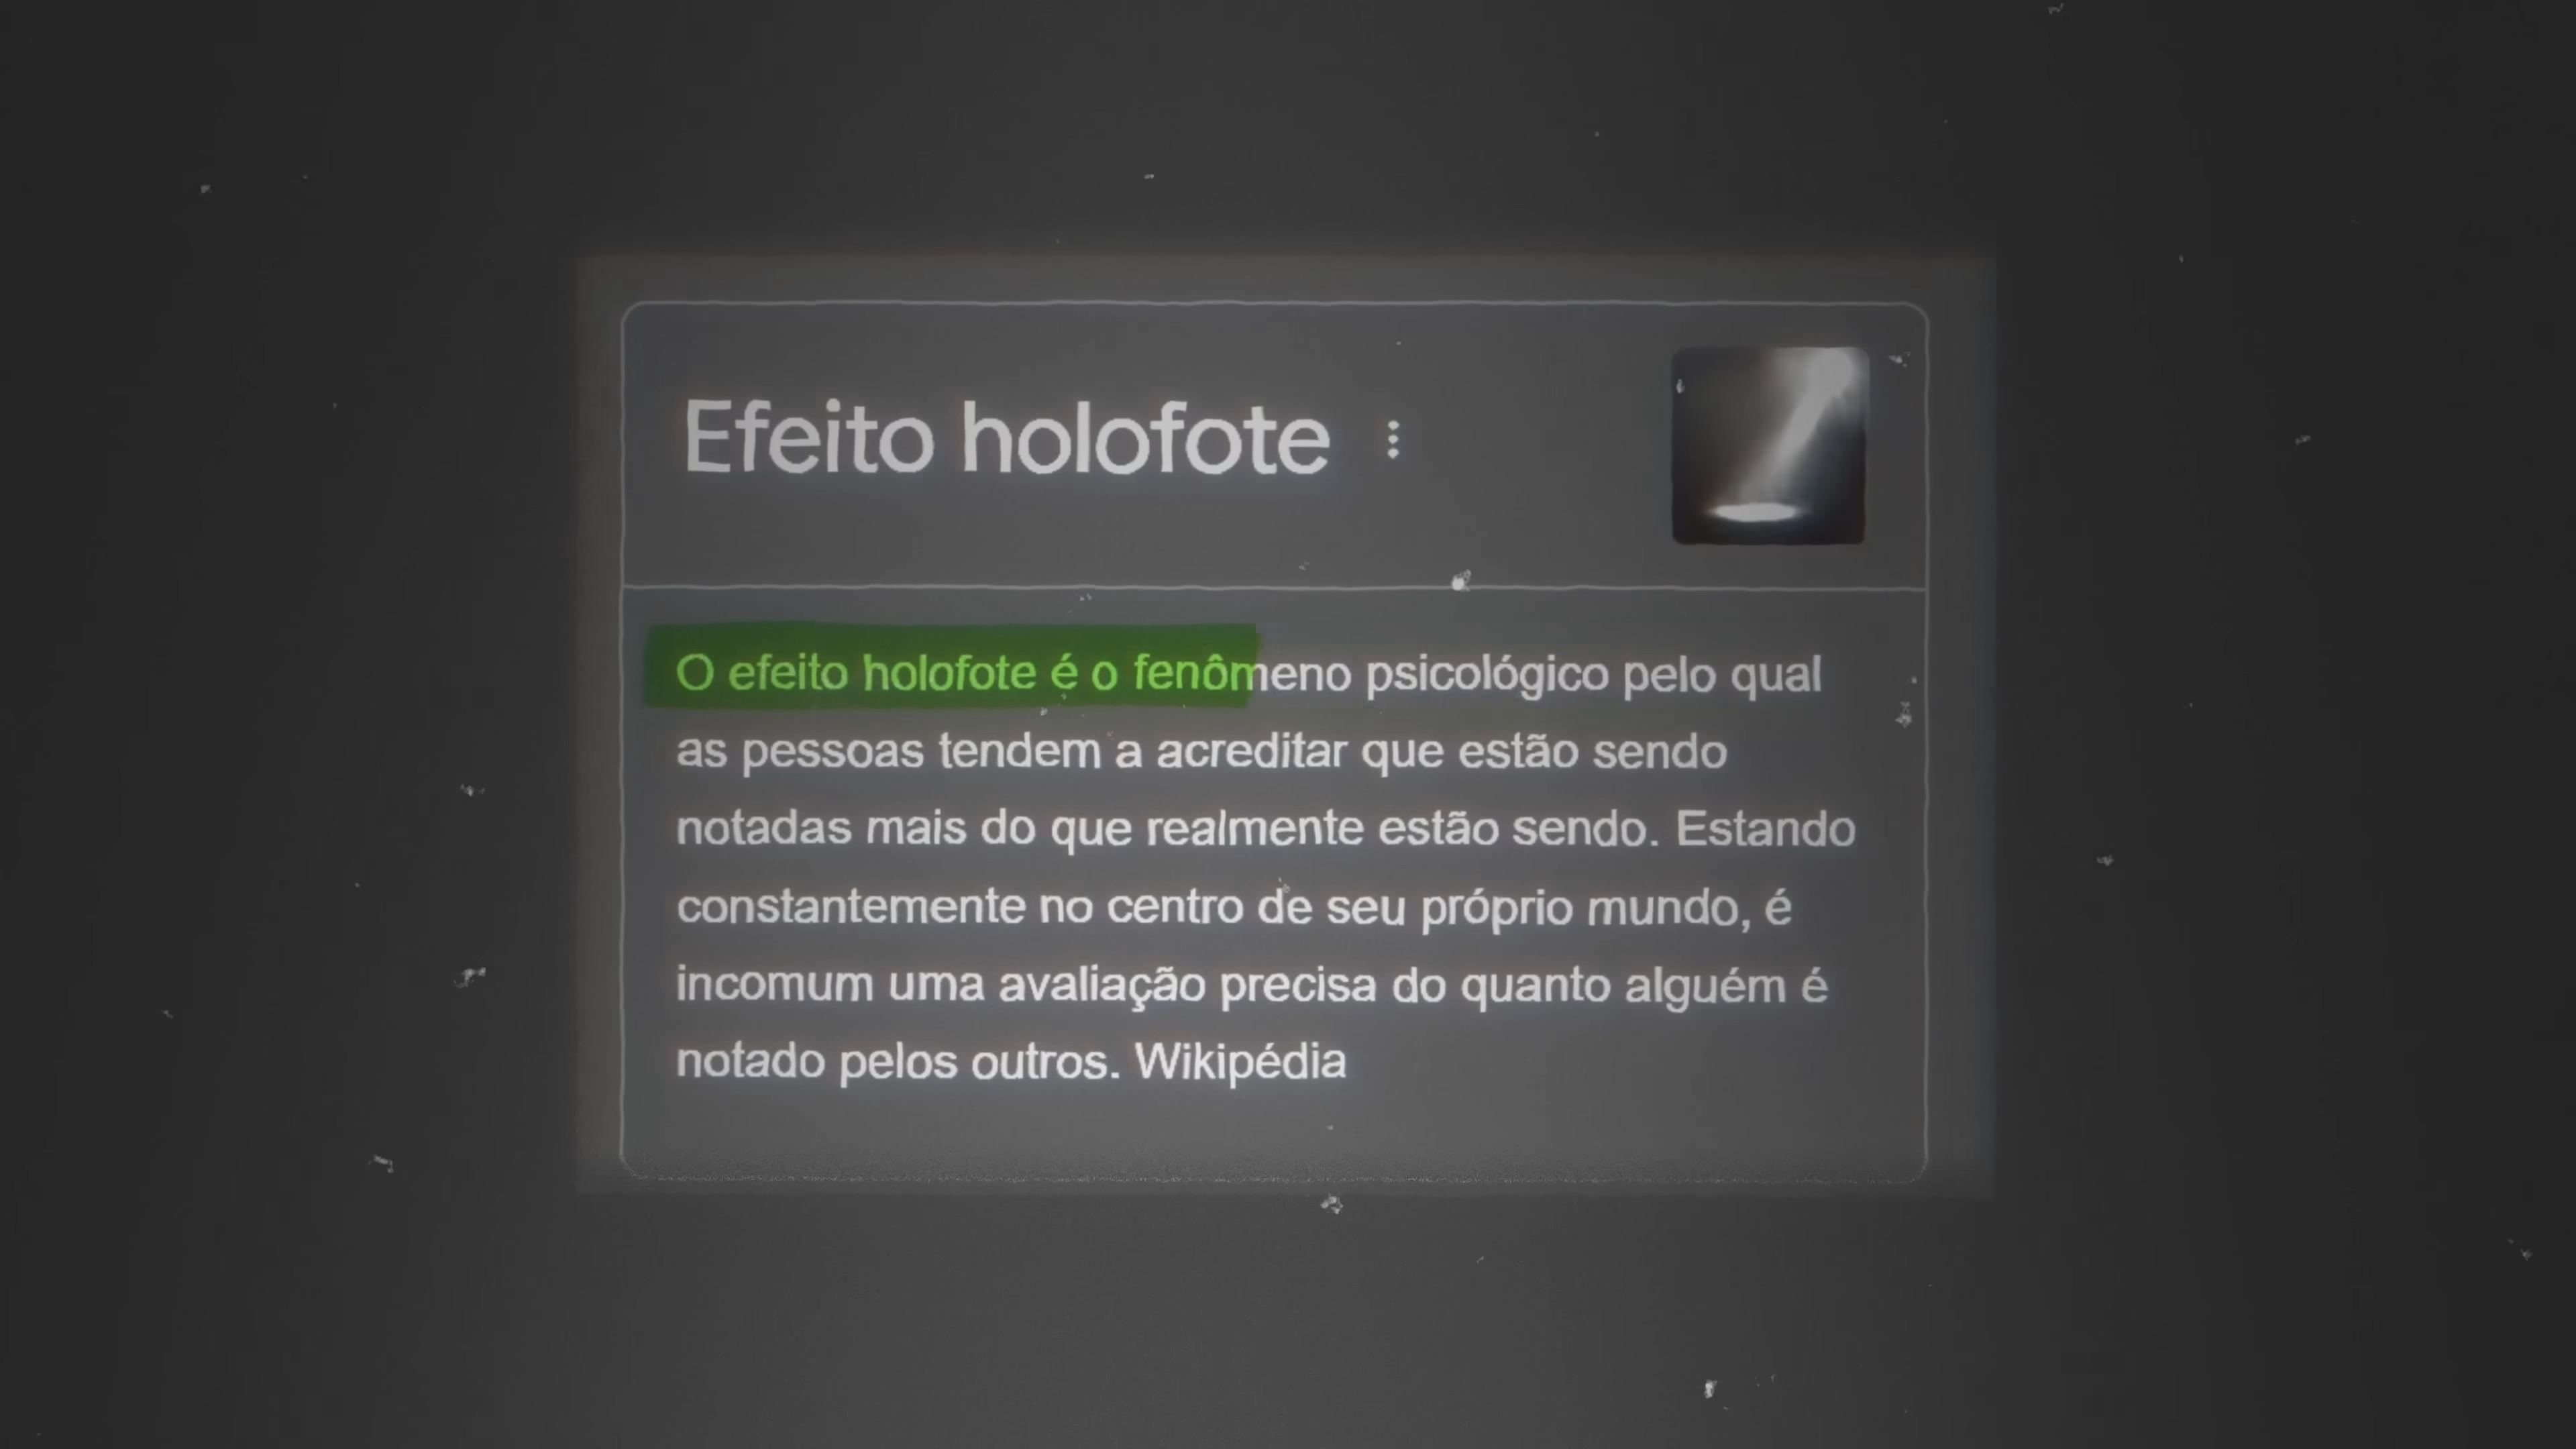 Efeito holofote
O efeito holofote é o fenômeno psicológico pelo qual
as pessoas tendem a acreditar que estão sendo
notadas mais do que realmente estão sendo. Estando
constantemente no centro de seu próprio mundo, é
incomum uma avaliação precisa do quanto alguém é
notado pelos outros. Wikipédia